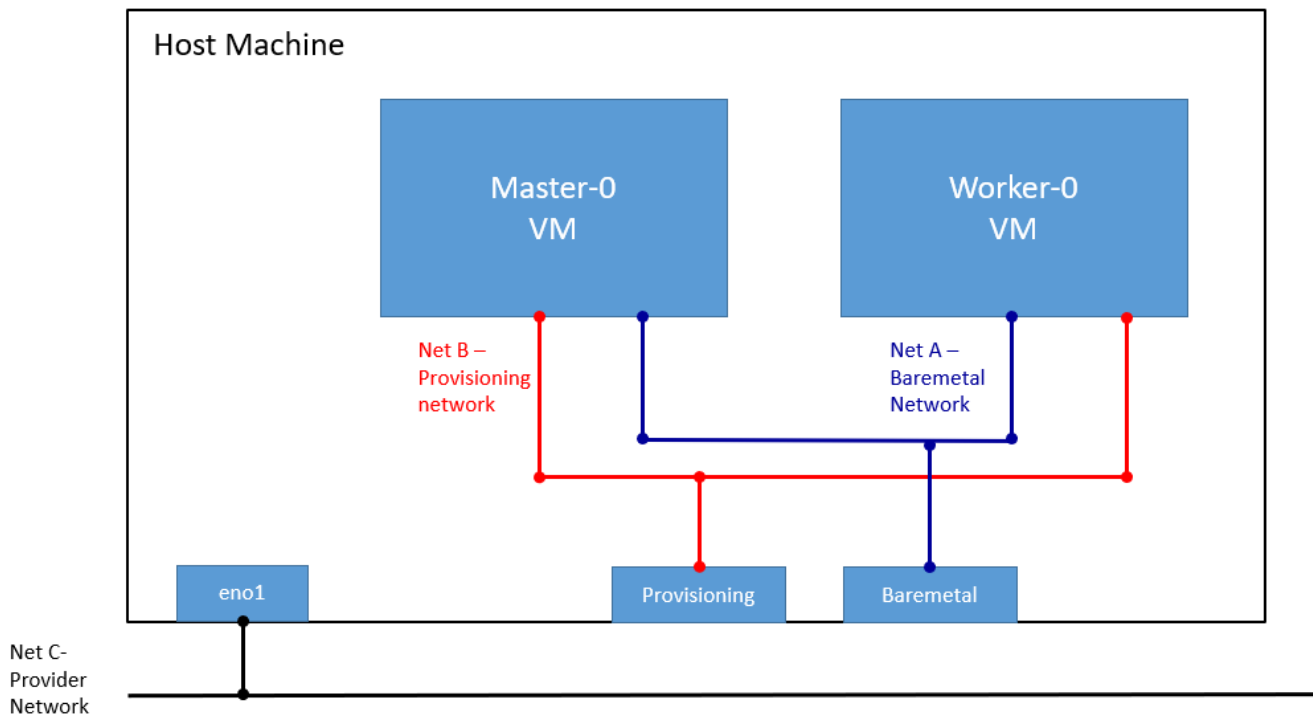 Host Machine
Master-0
VM
Worker-0
VM
Net B –
Provisioning
network
Net A –
Baremetal
Network
eno1
Provisioning
Baremetal
Net C-
Provider
Network